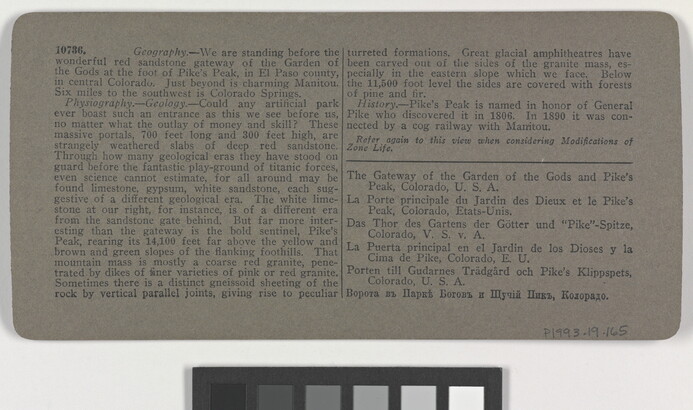 10736. Geography.—We are standing before the
wonderful red sandstone gateway of the Garden of
the Gods at the foot of Pike's Peak, in El Paso county,
in central Colorado. Just beyond is charming Manitou.
Six miles to the southwest is Colorado Springs.
Physiography.—Geology.—Could any artificial park
ever boast such an entrance as this we see before us,
no matter what the outlay of money and skill? These
massive portals, 700 feet long and 300 feet high, are
strangely weathered slabs of deep red sandstone.
Through how many geological eras they have stood on
guard before the fantastic play-ground of titanic forces,
even science cannot estimate, for all around may be
found limestone, gypsum, white sandstone, each sug-
gestive of a different geological era. The white lime-
stone at our right, for instance, is of a different era
from the sandstone gate behind. But far more inter-
esting than the gateway is the bold sentinel, Pike's
Peak, rearing its 14,100 feet far above the yellow and
brown and green slopes of the flanking foothills. That
mountain mass is mostly a coarse red granite, pene-
trated by dikes of finer varieties of pink or red granite.
Sometimes there is a distinct gneissoid sheeting of the
rock by vertical parallel joints, giving rise to peculiar
turreted formations. Great glacial amphitheatres have
been carved out of the sides of the granite mass, es-
pecially in the eastern slope which we face. Below
the 11,500 foot level the sides are covered with forests
of pine and fir.
History.—Pike's Peak is named in honor of General
Pike who discovered it in 1806. In 1890 it was con-
nected by a cog railway with Manitou.
Refer again to this view when considering Modifications of
Zone Life.
The Gateway of the Garden of the Gods and Pike's
Peak, Colorado, U. S. A.
La Porte principale du Jardin des Dieux et le Pike's
Peak, Colorado, Etats-Unis.
Das Thor des Gartens der Götter und "Pike"-Spitze,
Colorado, V. S. v. A.
La Puerta principal en el Jardin de los Dioses y la
Cima de Pike, Colorado, E. U.
Porten till Gudarnes Trädgård och Pike's Klippspets,
Colorado, U. S. A.
Ворота въ Паркѣ Боговъ и Щучій Пикъ, Колорадо.
P1993.19.165